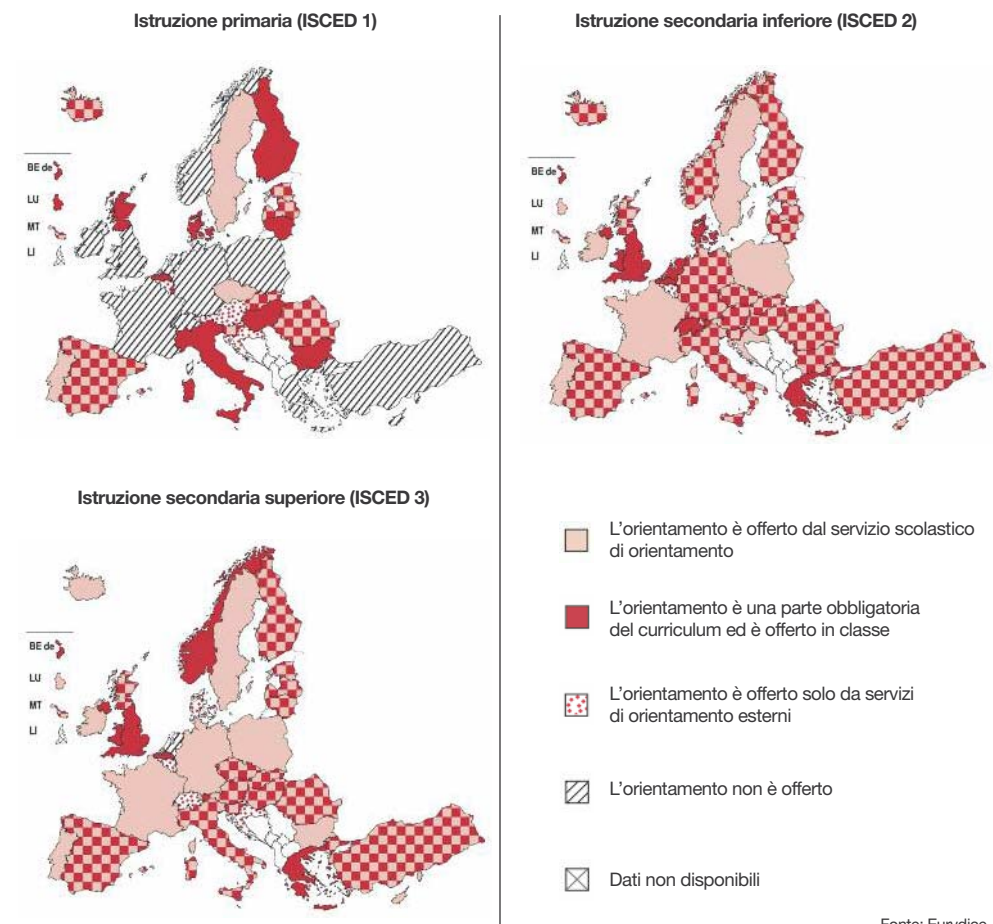 Istruzione primaria (ISCED 1)
BE de
LU
MT
LI
Istruzione secondaria inferiore (ISCED 2)
BE de
LU
MT
LI
Istruzione secondaria superiore (ISCED 3)
BE de
LU
MT
LI
L'orientamento è offerto dal servizio scolastico
di orientamento
L'orientamento è una parte obbligatoria
del curriculum ed è offerto in classe
L'orientamento è offerto solo da servizi
di orientamento esterni
L'orientamento non è offerto
Dati non disponibili
Fonte: Eurydice